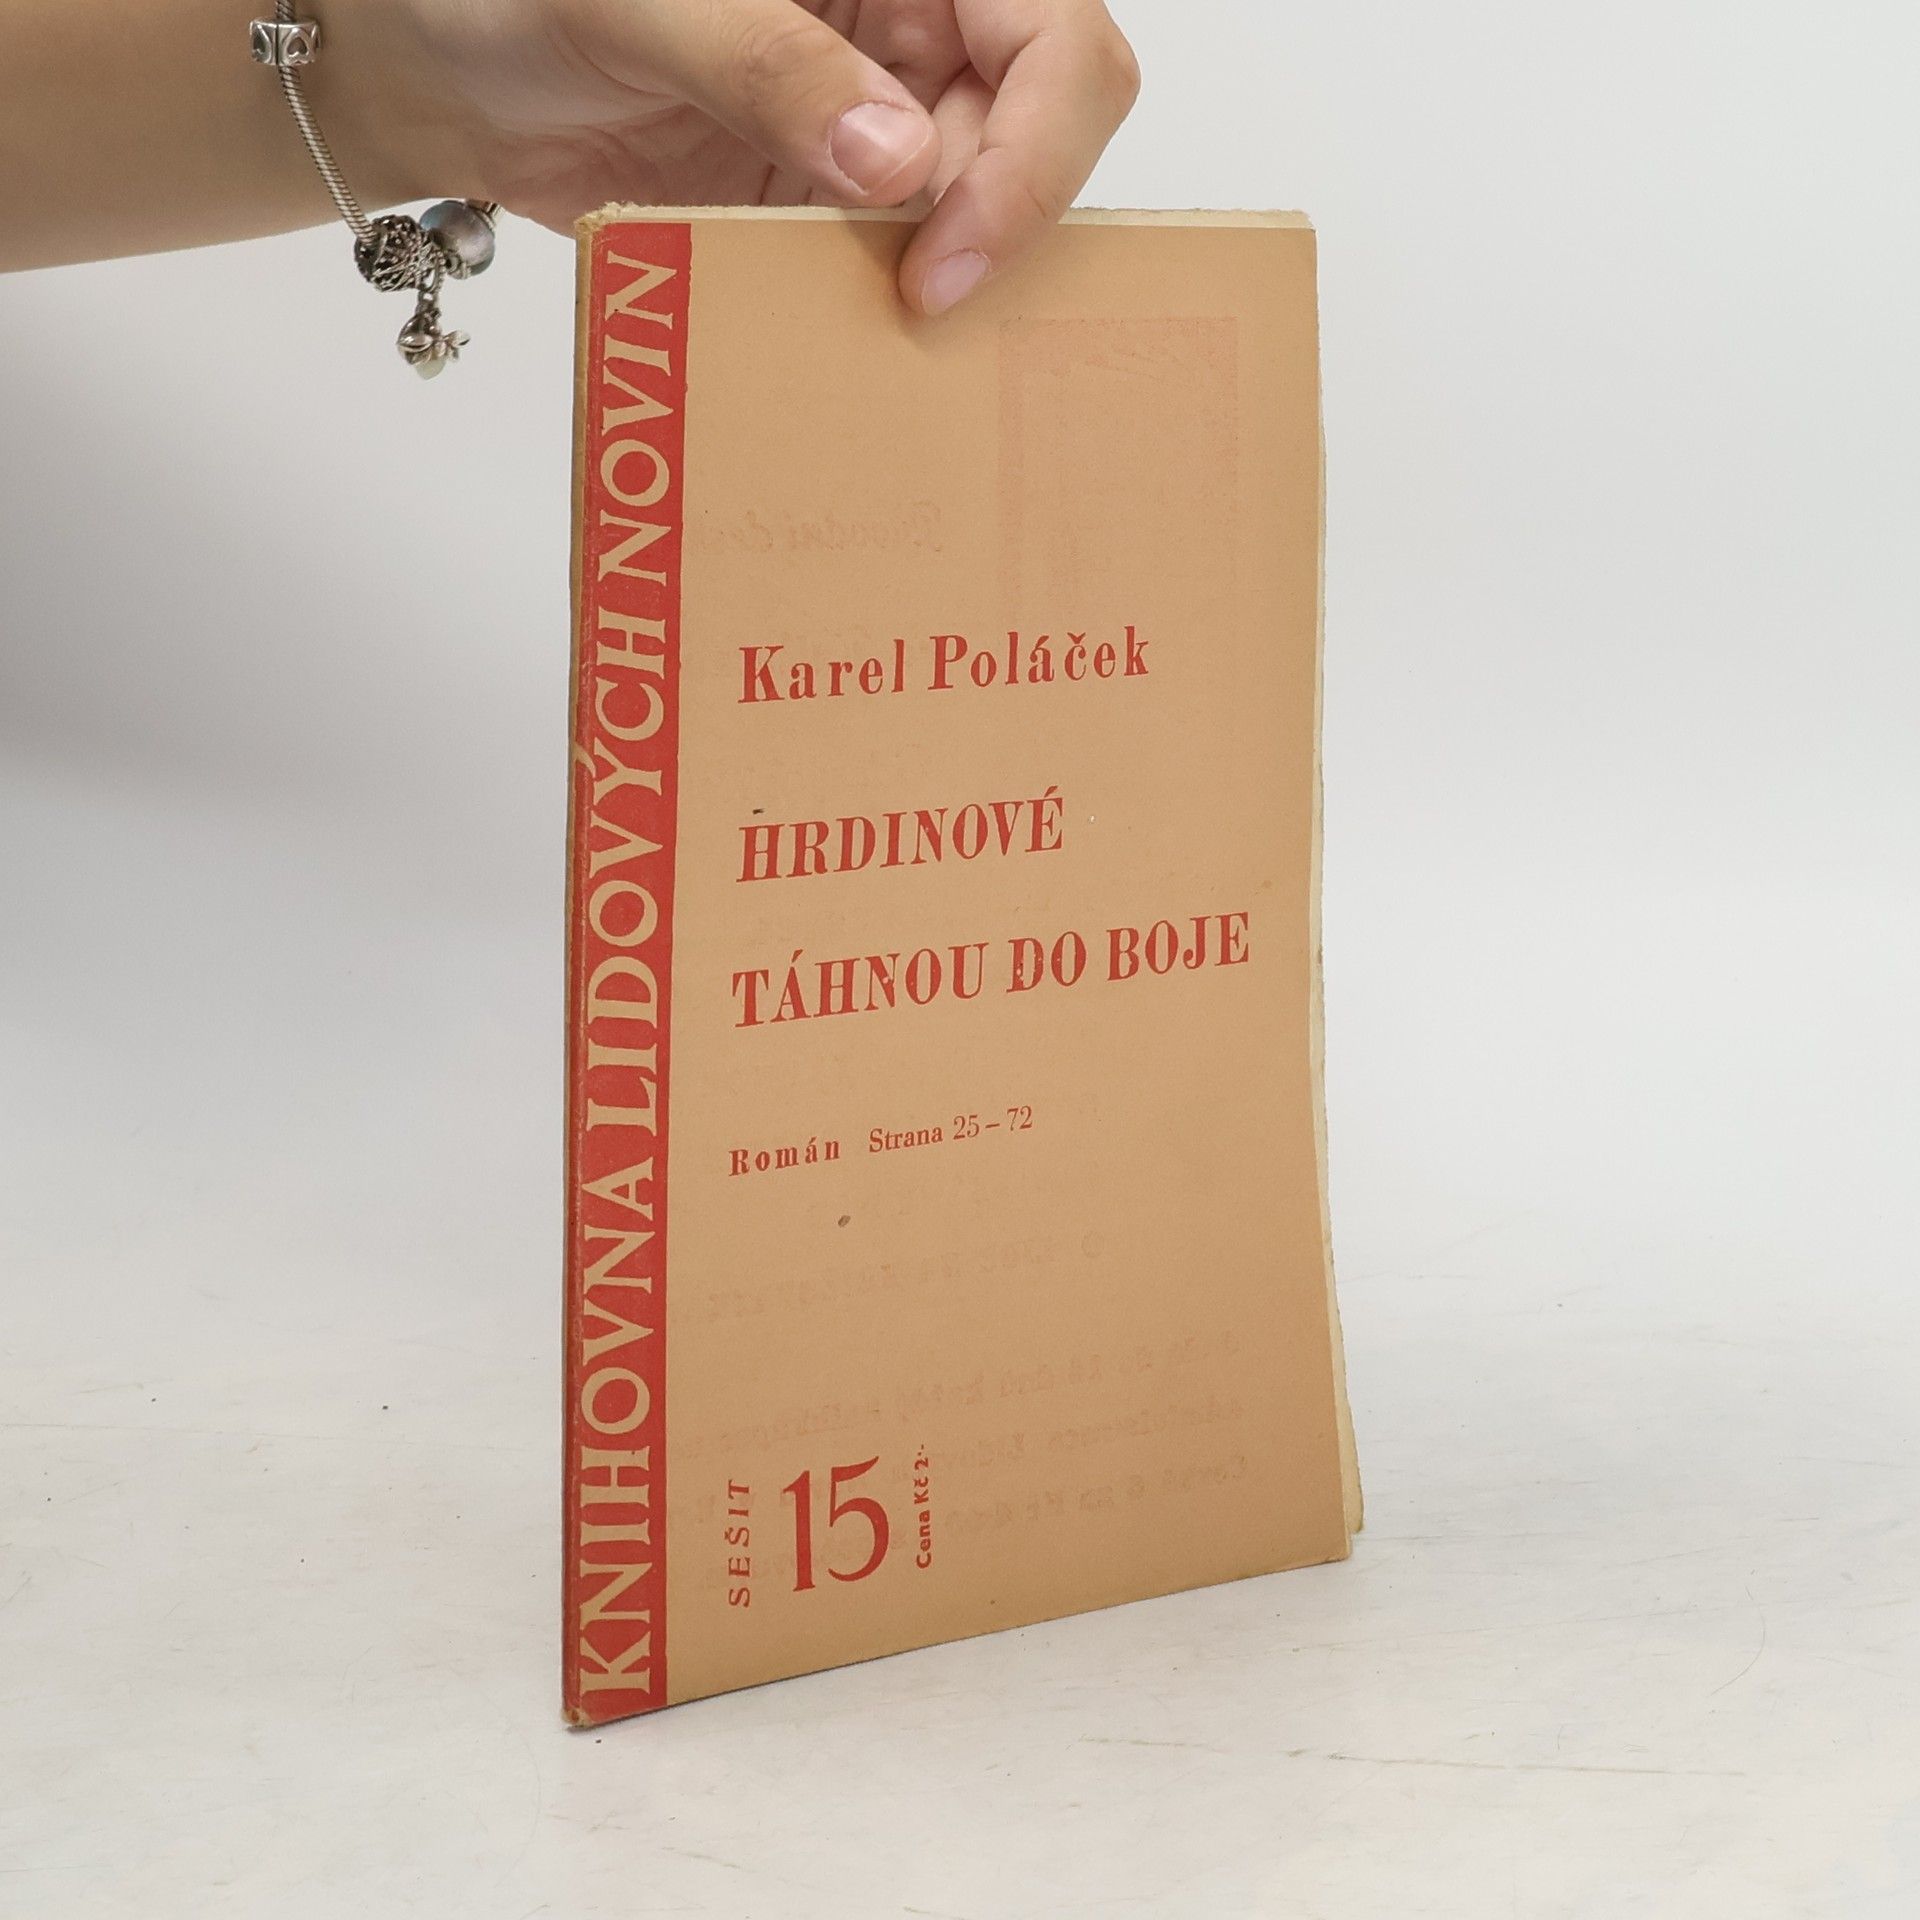 KNIHOVNA LIDOVÝCH NOVIN
Karel Poláček
HRDINOVÉ
TÁHNOU DO BOJE
Román Strana 25–72
SEŠIT
15
Cena Kč 2·-